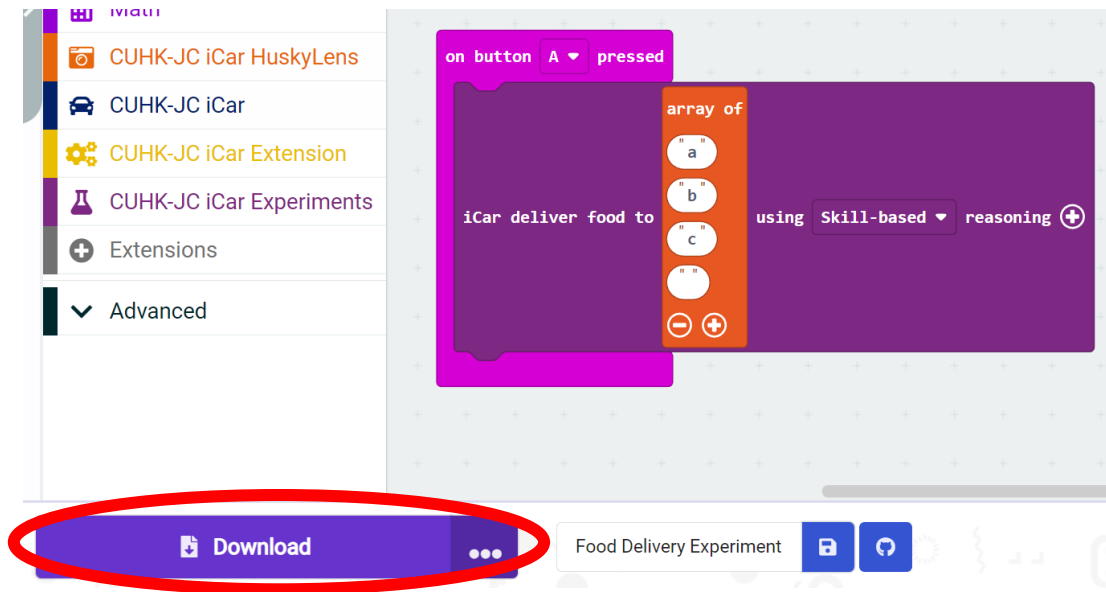 Math
CUHK-JC iCar HuskyLens
CUHK-JC iCar
CUHK-JC iCar Extension
CUHK-JC iCar Experiments
Extensions
Advanced
on button A pressed
array of
"a"
"b"
iCar deliver food to using Skill-based reasoning
"c"
" "
Download
Food Delivery Experiment